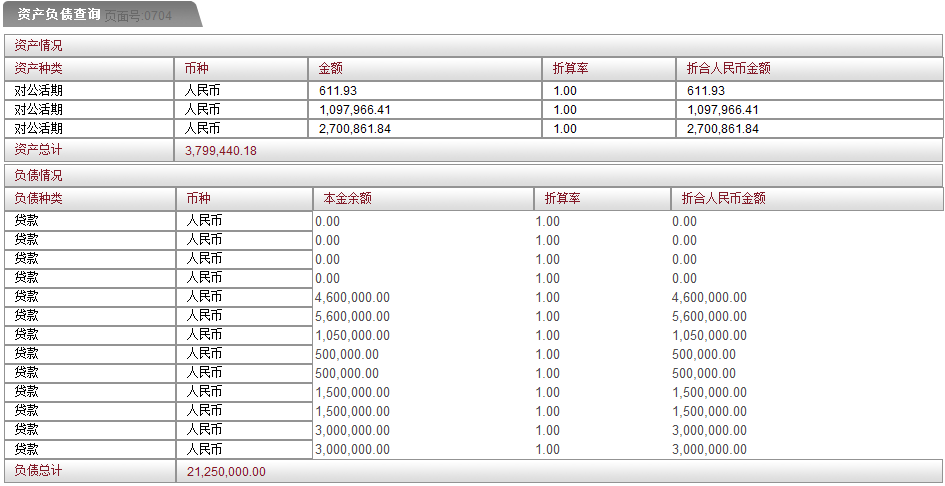 资产负债查询 页面号:0704
资产情况
资产种类 币种 金额 折算率 折合人民币金额
对公活期 人民币 611.93 1.00 611.93
对公活期 人民币 1,097,966.41 1.00 1,097,966.41
对公活期 人民币 2,700,861.84 1.00 2,700,861.84
资产总计 3,799,440.18
负债情况
负债种类 币种 本金余额 折算率 折合人民币金额
贷款 人民币 0.00 1.00 0.00
贷款 人民币 0.00 1.00 0.00
贷款 人民币 0.00 1.00 0.00
贷款 人民币 0.00 1.00 0.00
贷款 人民币 4,600,000.00 1.00 4,600,000.00
贷款 人民币 5,600,000.00 1.00 5,600,000.00
贷款 人民币 1,050,000.00 1.00 1,050,000.00
贷款 人民币 500,000.00 1.00 500,000.00
贷款 人民币 500,000.00 1.00 500,000.00
贷款 人民币 1,500,000.00 1.00 1,500,000.00
贷款 人民币 1,500,000.00 1.00 1,500,000.00
贷款 人民币 3,000,000.00 1.00 3,000,000.00
贷款 人民币 3,000,000.00 1.00 3,000,000.00
负债总计 21,250,000.00